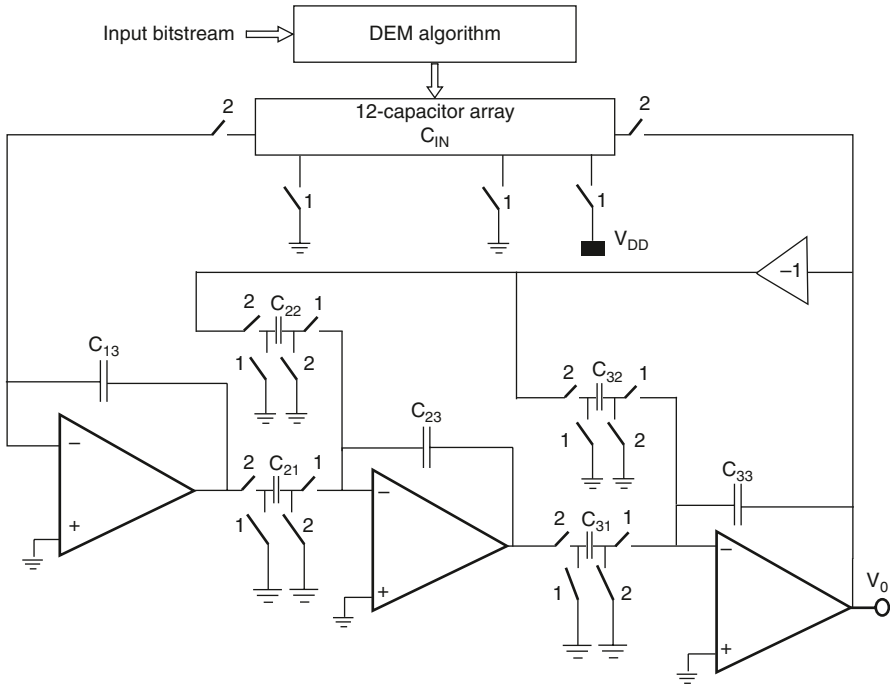 Input bitstream
DEM algorithm
2
12-capacitor array
2
C_IN
1
1
1
V_DD
−1
2
C_22
1
1
2
C_13
2
C_32
1
C_23
1
2
−
+
2
C_21
1
1
2
−
+
C_33
2
C_31
1
1
2
−
+
V_0